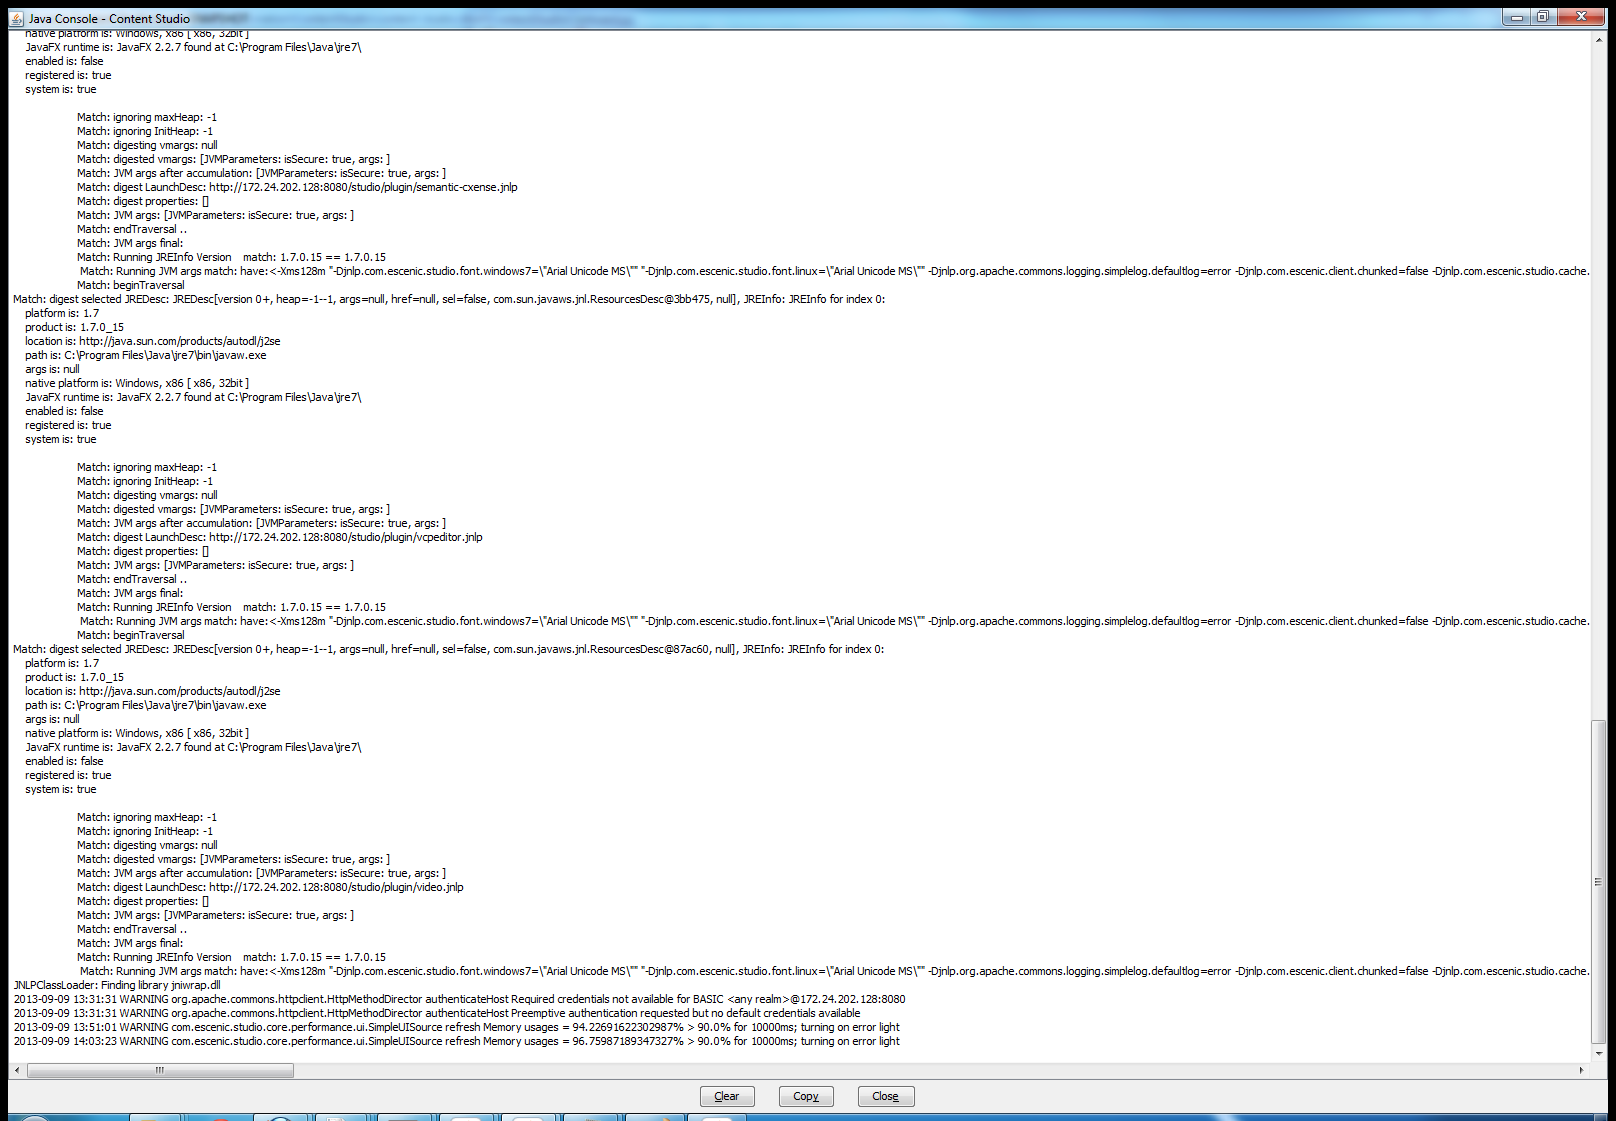 Java Console - Content Studio
native platform is: Windows, x86 [ x86, 32bit ]
JavaFX runtime is: JavaFX 2.2.7 found at C:\Program Files\Java\jre7\
enabled is: false
registered is: true
system is: true
Match: ignoring maxHeap: -1
Match: ignoring InitHeap: -1
Match: digesting vmargs: null
Match: digested vmargs: [JVMParameters: isSecure: true, args: ]
Match: JVM args after accumulation: [JVMParameters: isSecure: true, args: ]
Match: digest LaunchDesc: http://172.24.202.128:8080/studio/plugin/semantic-cxense.jnlp
Match: digest properties: []
Match: JVM args: [JVMParameters: isSecure: true, args: ]
Match: endTraversal ..
Match: JVM args final:
Match: Running JREInfo Version    match: 1.7.0.15 == 1.7.0.15
Match: Running JVM args match: have:<-Xms128m "-Djnlp.com.escenic.studio.font.windows7=\"Arial Unicode MS\"" "-Djnlp.com.escenic.studio.font.linux=\"Arial Unicode MS\"" -Djnlp.org.apache.commons.logging.simplelog.defaultlog=error -Djnlp.com.escenic.client.chunked=false -Djnlp.com.escenic.studio.cache.
Match: beginTraversal
Match: digest selected JREDesc: JREDesc[version 0+, heap=-1--1, args=null, href=null, sel=false, com.sun.javaws.jnl.ResourcesDesc@3bb475, null], JREInfo: JREInfo for index 0:
platform is: 1.7
product is: 1.7.0_15
location is: http://java.sun.com/products/autodl/j2se
path is: C:\Program Files\Java\jre7\bin\javaw.exe
args is: null
native platform is: Windows, x86 [ x86, 32bit ]
JavaFX runtime is: JavaFX 2.2.7 found at C:\Program Files\Java\jre7\
enabled is: false
registered is: true
system is: true
Match: ignoring maxHeap: -1
Match: ignoring InitHeap: -1
Match: digesting vmargs: null
Match: digested vmargs: [JVMParameters: isSecure: true, args: ]
Match: JVM args after accumulation: [JVMParameters: isSecure: true, args: ]
Match: digest LaunchDesc: http://172.24.202.128:8080/studio/plugin/vcpeditor.jnlp
Match: digest properties: []
Match: JVM args: [JVMParameters: isSecure: true, args: ]
Match: endTraversal ..
Match: JVM args final:
Match: Running JREInfo Version    match: 1.7.0.15 == 1.7.0.15
Match: Running JVM args match: have:<-Xms128m "-Djnlp.com.escenic.studio.font.windows7=\"Arial Unicode MS\"" "-Djnlp.com.escenic.studio.font.linux=\"Arial Unicode MS\"" -Djnlp.org.apache.commons.logging.simplelog.defaultlog=error -Djnlp.com.escenic.client.chunked=false -Djnlp.com.escenic.studio.cache.
Match: beginTraversal
Match: digest selected JREDesc: JREDesc[version 0+, heap=-1--1, args=null, href=null, sel=false, com.sun.javaws.jnl.ResourcesDesc@87ac60, null], JREInfo: JREInfo for index 0:
platform is: 1.7
product is: 1.7.0_15
location is: http://java.sun.com/products/autodl/j2se
path is: C:\Program Files\Java\jre7\bin\javaw.exe
args is: null
native platform is: Windows, x86 [ x86, 32bit ]
JavaFX runtime is: JavaFX 2.2.7 found at C:\Program Files\Java\jre7\
enabled is: false
registered is: true
system is: true
Match: ignoring maxHeap: -1
Match: ignoring InitHeap: -1
Match: digesting vmargs: null
Match: digested vmargs: [JVMParameters: isSecure: true, args: ]
Match: JVM args after accumulation: [JVMParameters: isSecure: true, args: ]
Match: digest LaunchDesc: http://172.24.202.128:8080/studio/plugin/video.jnlp
Match: digest properties: []
Match: JVM args: [JVMParameters: isSecure: true, args: ]
Match: endTraversal ..
Match: JVM args final:
Match: Running JREInfo Version    match: 1.7.0.15 == 1.7.0.15
Match: Running JVM args match: have:<-Xms128m "-Djnlp.com.escenic.studio.font.windows7=\"Arial Unicode MS\"" "-Djnlp.com.escenic.studio.font.linux=\"Arial Unicode MS\"" -Djnlp.org.apache.commons.logging.simplelog.defaultlog=error -Djnlp.com.escenic.client.chunked=false -Djnlp.com.escenic.studio.cache.
JNLPClassLoader: Finding library jniwrap.dll
2013-09-09 13:31:31 WARNING org.apache.commons.httpclient.HttpMethodDirector authenticateHost Required credentials not available for BASIC <any realm>@172.24.202.128:8080
2013-09-09 13:31:31 WARNING org.apache.commons.httpclient.HttpMethodDirector authenticateHost Preemptive authentication requested but no default credentials available
2013-09-09 13:51:01 WARNING com.escenic.studio.core.performance.ui.SimpleUISource refresh Memory usages = 94.22691622302987% > 90.0% for 10000ms; turning on error light
2013-09-09 14:03:23 WARNING com.escenic.studio.core.performance.ui.SimpleUISource refresh Memory usages = 96.75987189347327% > 90.0% for 10000ms; turning on error light
Clear Copy Close